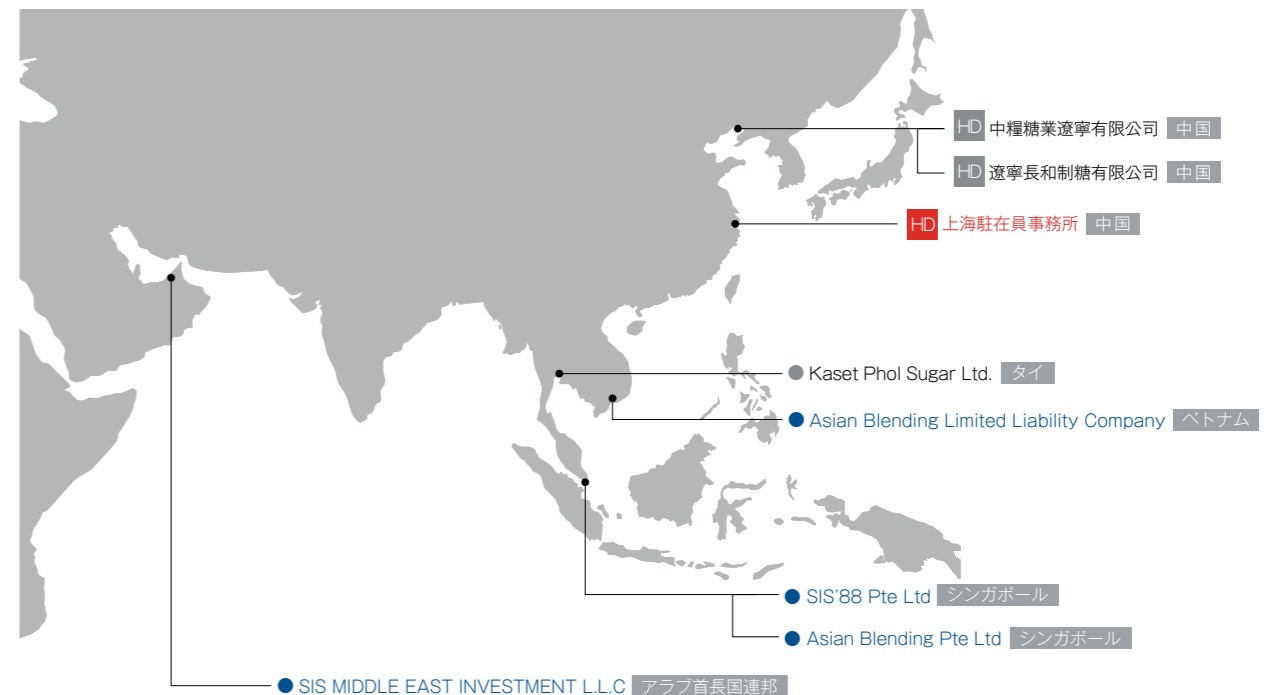 HD 中糧糖業遼寧有限公司 中国
HD 遼寧長和制糖有限公司 中国
HD 上海駐在員事務所 中国
Kaset Phol Sugar Ltd. タイ
Asian Blending Limited Liability Company ベトナム
SIS'88 Pte Ltd シンガポール
Asian Blending Pte Ltd シンガポール
SIS MIDDLE EAST INVESTMENT L.L.C アラブ首長国連邦